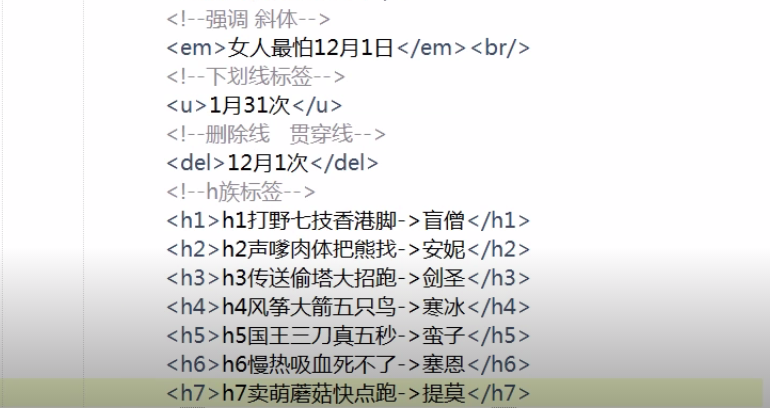 <!--强调 斜体-->
<em>女人最怕12月1日</em><br/>
<!--下划线标签-->
<u>1月31次</u>
<!--删除线  贯穿线-->
<del>12月1次</del>
<!--h族标签-->
<h1>h1打野七技香港脚->盲僧</h1>
<h2>h2声嗲肉体把熊找->安妮</h2>
<h3>h3传送偷塔大招跑->剑圣</h3>
<h4>h4风筝大箭五只鸟->寒冰</h4>
<h5>h5国王三刀真五秒->蛮子</h5>
<h6>h6慢热吸血死不了->塞恩</h6>
<h7>h7卖萌蘑菇快点跑->提莫</h7>